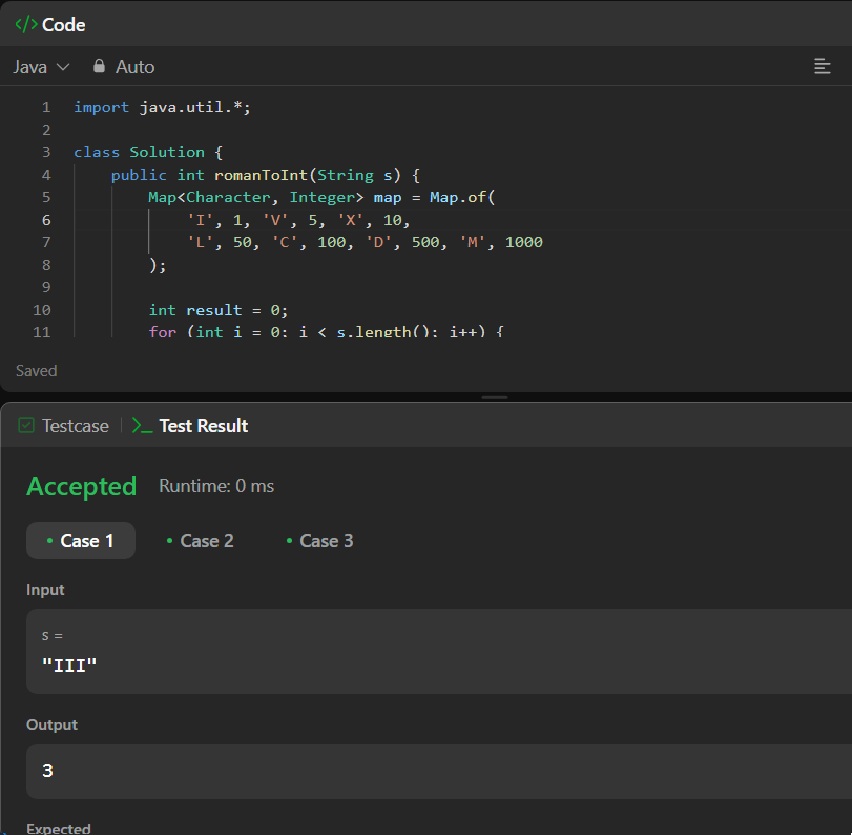 </> Code
Java Auto
1 import java.util.*;
2
3 class Solution {
4 public int romanToInt(String s) {
5 Map<Character, Integer> map = Map.of(
6 'I', 1, 'V', 5, 'X', 10,
7 'L', 50, 'C', 100, 'D', 500, 'M', 1000
8 );
9
10 int result = 0;
11 for (int i = 0; i < s.length(); i++) {
Saved
Testcase >_ Test Result
Accepted Runtime: 0 ms
Case 1 Case 2 Case 3
Input
s =
"III"
Output
3
Expected